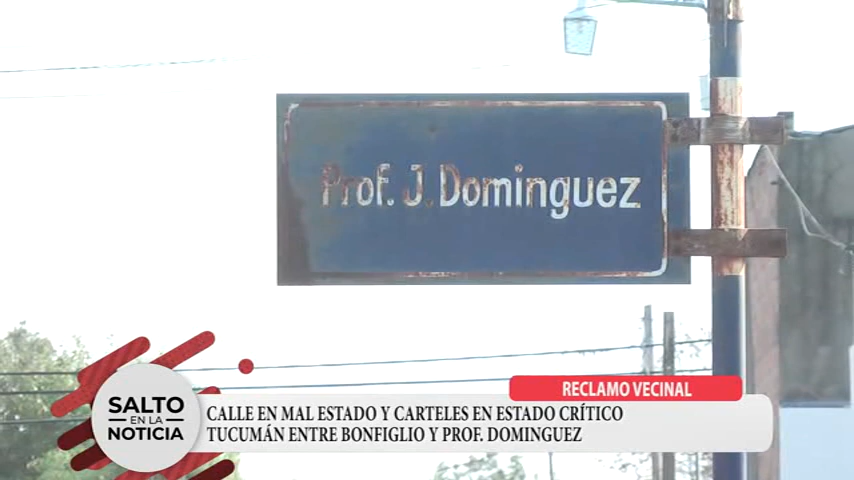 Prof. J. Dominguez
RECLAMO VECINAL
SALTO
EN LA
NOTICIA
CALLE EN MAL ESTADO Y CARTELES EN ESTADO CRÍTICO
TUCUMÁN ENTRE BONFIGLIO Y PROF. DOMINGUEZ